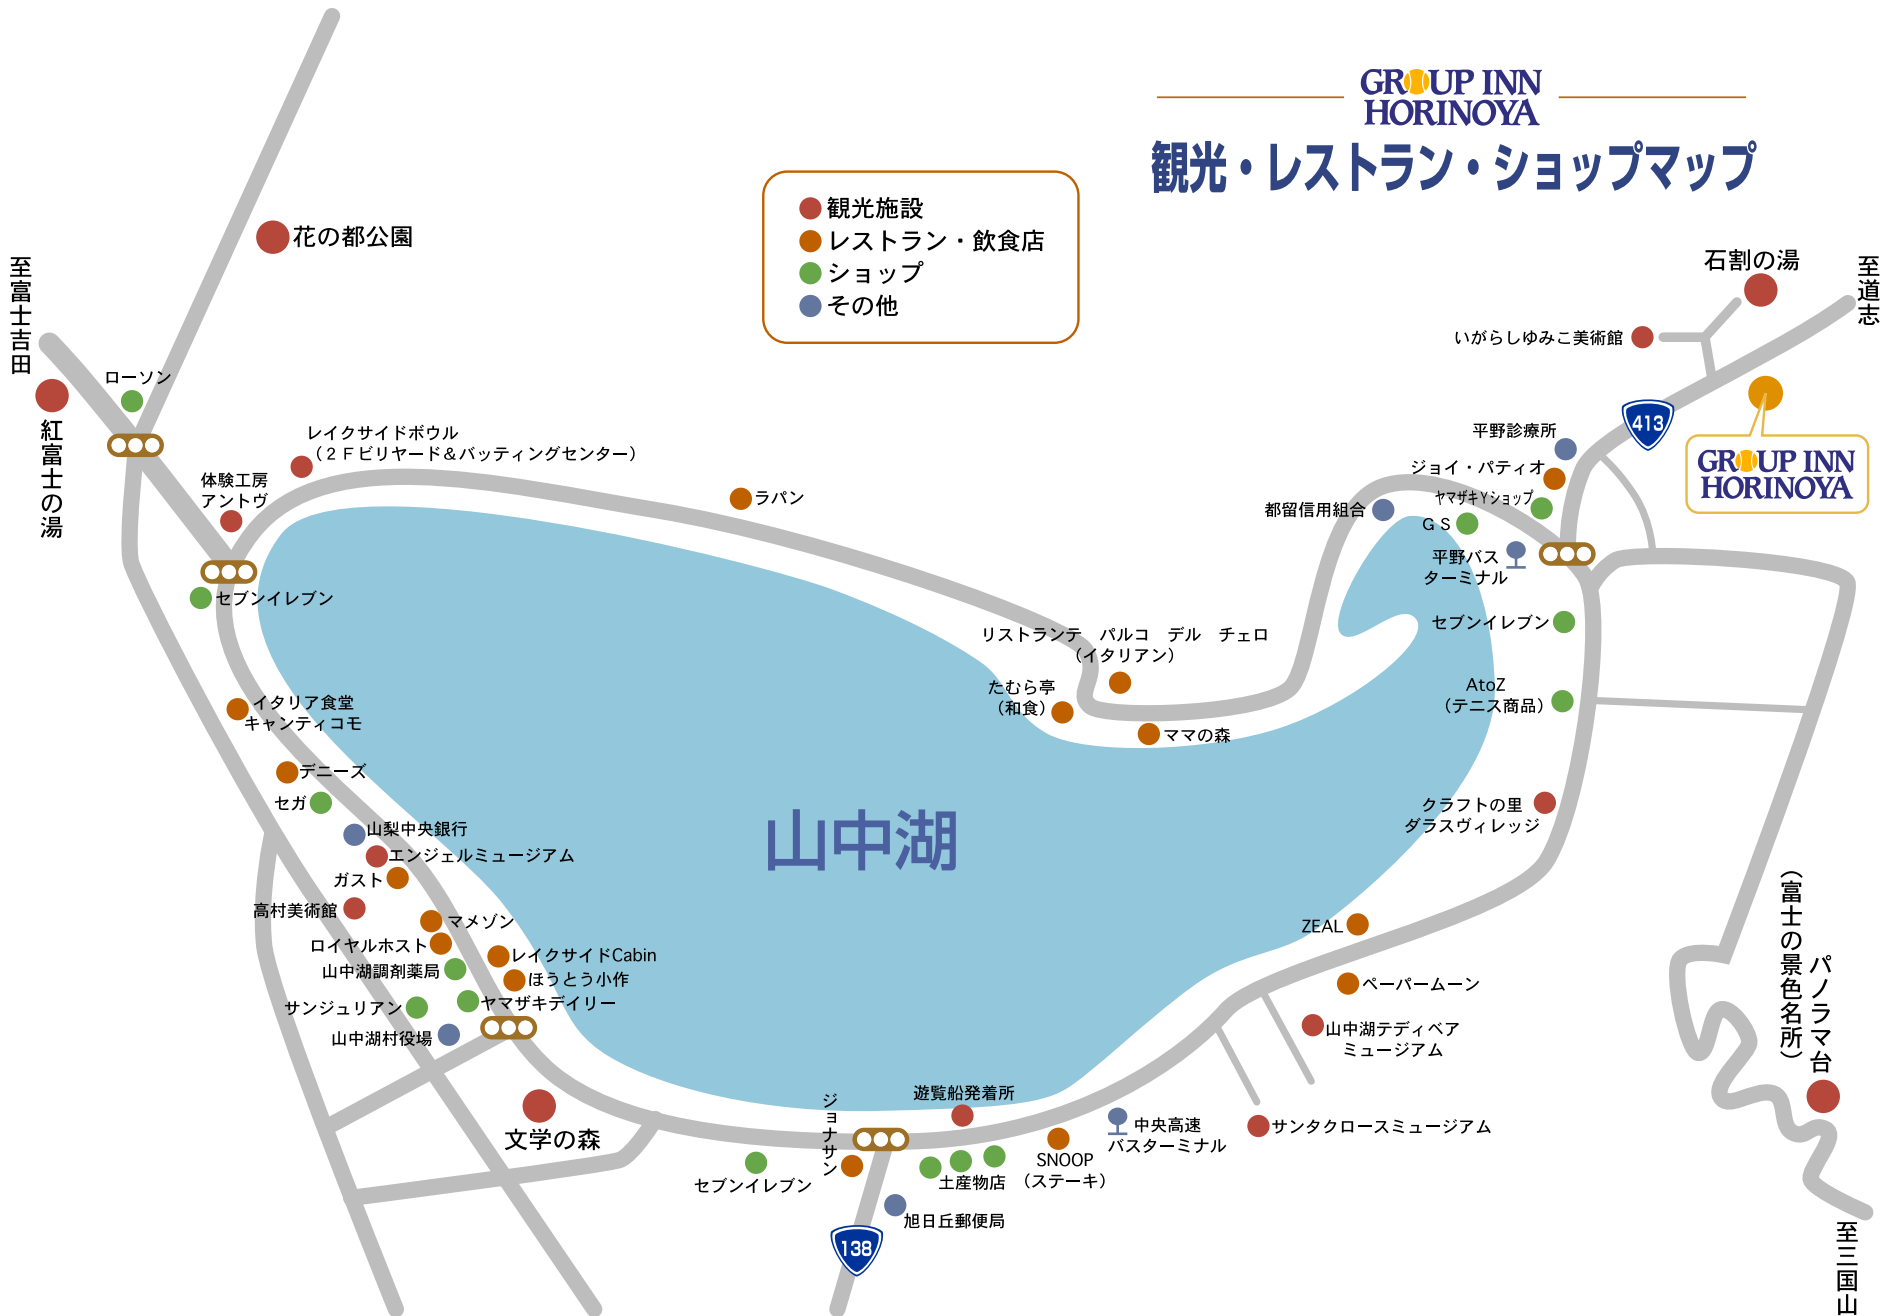 GROUP INN
HORINOYA
観光・レストラン・ショップマップ
観光施設
レストラン・飲食店
ショップ
その他
花の都公園
至富士吉田
ローソン
紅富士の湯
レイクサイドボウル
（２Ｆビリヤード＆バッティングセンター）
体験工房
アントヴ
セブンイレブン
ラパン
石割の湯
至道志
いがらしゆみこ美術館
413
平野診療所
GROUP INN
HORINOYA
ジョイ・パティオ
ヤマザキＹショップ
都留信用組合
ＧＳ
平野バス
ターミナル
セブンイレブン
リストランテ　パルコ　デル　チェロ
（イタリアン）
たむら亭
（和食）
ママの森
AtoZ
（テニス商品）
イタリア食堂
キャンティコモ
デニーズ
セガ
山梨中央銀行
エンジェルミュージアム
ガスト
高村美術館
マメゾン
ロイヤルホスト
レイクサイドCabin
山中湖調剤薬局
ほうとう小作
サンジュリアン
ヤマザキデイリー
山中湖村役場
山中湖
クラフトの里
ダラスヴィレッジ
ZEAL
ペーパームーン
山中湖テディベア
ミュージアム
パノラマ台
（富士の景色名所）
文学の森
ジョナサン
遊覧船発着所
中央高速
バスターミナル
サンタクロースミュージアム
セブンイレブン
土産物店
SNOOP
（ステーキ）
旭日丘郵便局
138
至三国山